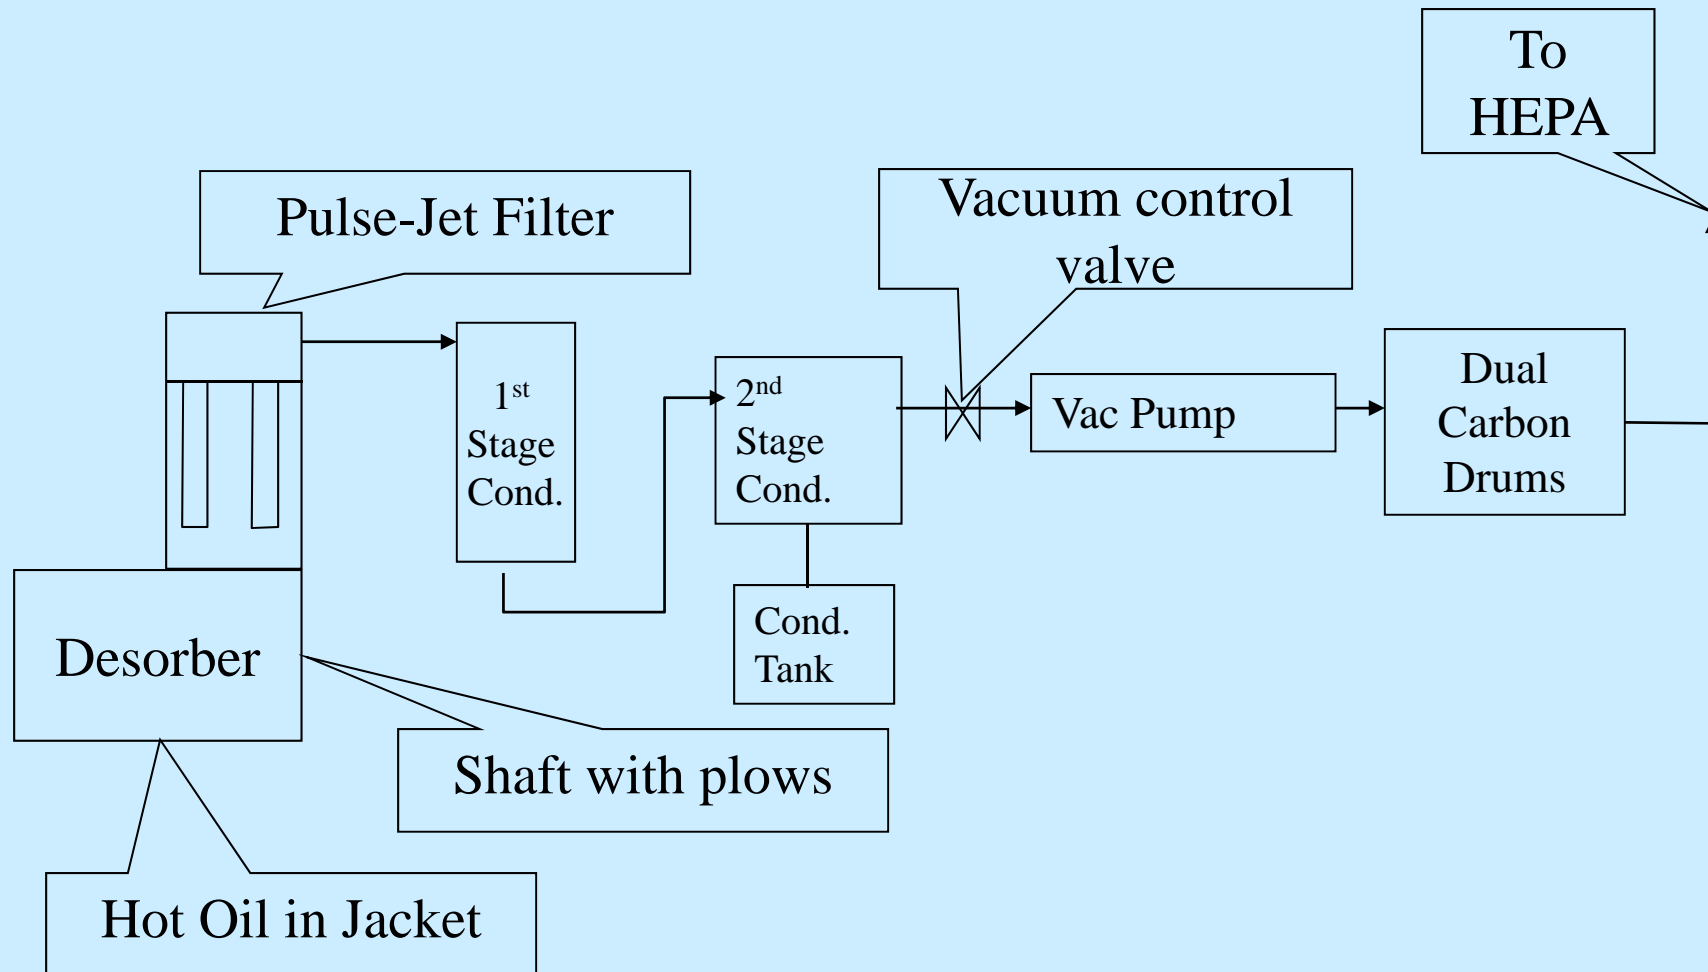 To
HEPA
Pulse-Jet Filter
Vacuum control
valve
1st
Stage
Cond.
2nd
Stage
Cond.
Vac Pump
Dual
Carbon
Drums
Desorber
Cond.
Tank
Shaft with plows
Hot Oil in Jacket